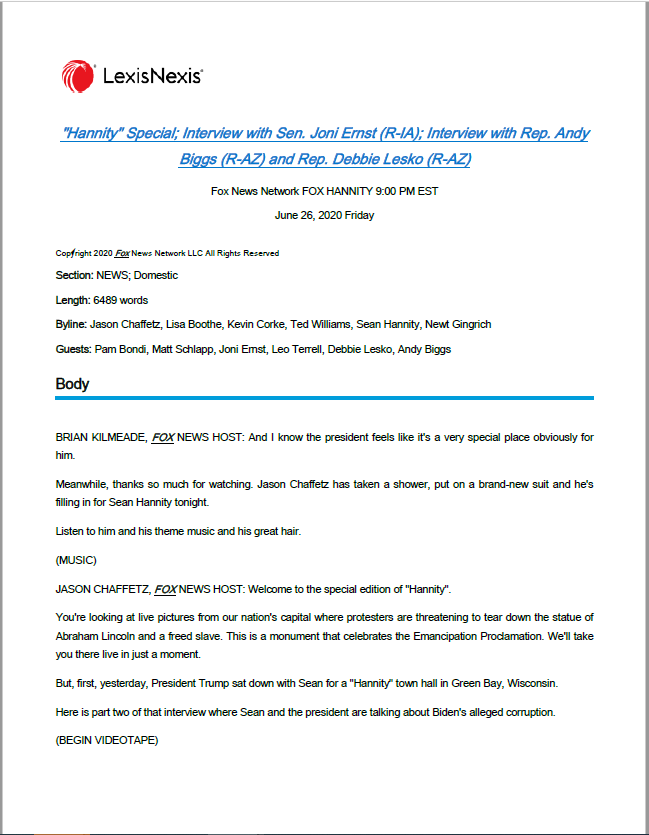 LexisNexis®
"Hannity" Special; Interview with Sen. Joni Ernst (R-IA); Interview with Rep. Andy
Biggs (R-AZ) and Rep. Debbie Lesko (R-AZ)
Fox News Network FOX HANNITY 9:00 PM EST
June 26, 2020 Friday
Copyright 2020 Fox News Network LLC All Rights Reserved
Section: NEWS; Domestic
Length: 6489 words
Byline: Jason Chaffetz, Lisa Boothe, Kevin Corke, Ted Williams, Sean Hannity, Newt Gingrich
Guests: Pam Bondi, Matt Schlapp, Joni Ernst, Leo Terrell, Debbie Lesko, Andy Biggs
Body
BRIAN KILMEADE, FOX NEWS HOST: And I know the president feels like it's a very special place obviously for
him.
Meanwhile, thanks so much for watching. Jason Chaffetz has taken a shower, put on a brand-new suit and he's
filling in for Sean Hannity tonight.
Listen to him and his theme music and his great hair.
(MUSIC)
JASON CHAFFETZ, FOX NEWS HOST: Welcome to the special edition of "Hannity".
You're looking at live pictures from our nation's capital where protesters are threatening to tear down the statue of
Abraham Lincoln and a freed slave. This is a monument that celebrates the Emancipation Proclamation. We'll take
you there live in just a moment.
But, first, yesterday, President Trump sat down with Sean for a "Hannity" town hall in Green Bay, Wisconsin.
Here is part two of that interview where Sean and the president are talking about Biden's alleged corruption.
(BEGIN VIDEOTAPE)